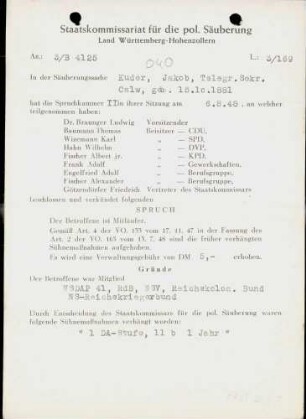 Staatskommissariat für die pol. Säuberung
Land Württemberg-Hohenzollern
Az.: 3/B 4128
L.: 3/169
040
In der Säuberungssache Kuder, Jakob, Telegr.Sekr.
Calw, geb. 18.10.1881
hat die Spruchkammer II in ihrer Sitzung am 6.8.48, an welcher
teilgenommen haben:
Dr. Braunger Ludwig Vorsitzender
Baumann Thomas Beisitzer — CDU,
Wizemann Karl „ — SPD,
Hahn Wilhelm „ — DVP,
Fischer Albert jr. „ — KPD,
Frank Adolf „ — Gewerkschaften,
Engelfried Adolf „ — Berufsgruppe,
Fischer Alexander „ — Berufsgruppe,
Götzendörfer Friedrich Vertreter des Staatskommissars
beschlossen und verkündet folgenden
SPRUCH
Der Betroffene ist Mitläufer.
Gemäß Art. 4 der VO. 133 vom 17. 11. 47 in der Fassung des
Art. 2 der VO. 165 vom 13. 7. 48 sind die früher verhängten
Sühnemaßnahmen aufgehoben.
Es wird eine Verwaltungsgebühr von DM. 5,- erhoben.
Gründe
Der Betroffene war Mitglied
NSDAP 41, RdB, NSV, Reichskolon. Bund
NS-Reichskriegerbund
Durch Entscheidung des Staatskommissars für die pol. Säuberung waren
folgende Sühnemaßnahmen verhängt worden:
" 1 DA-Stufe, 11 b 1 Jahr "